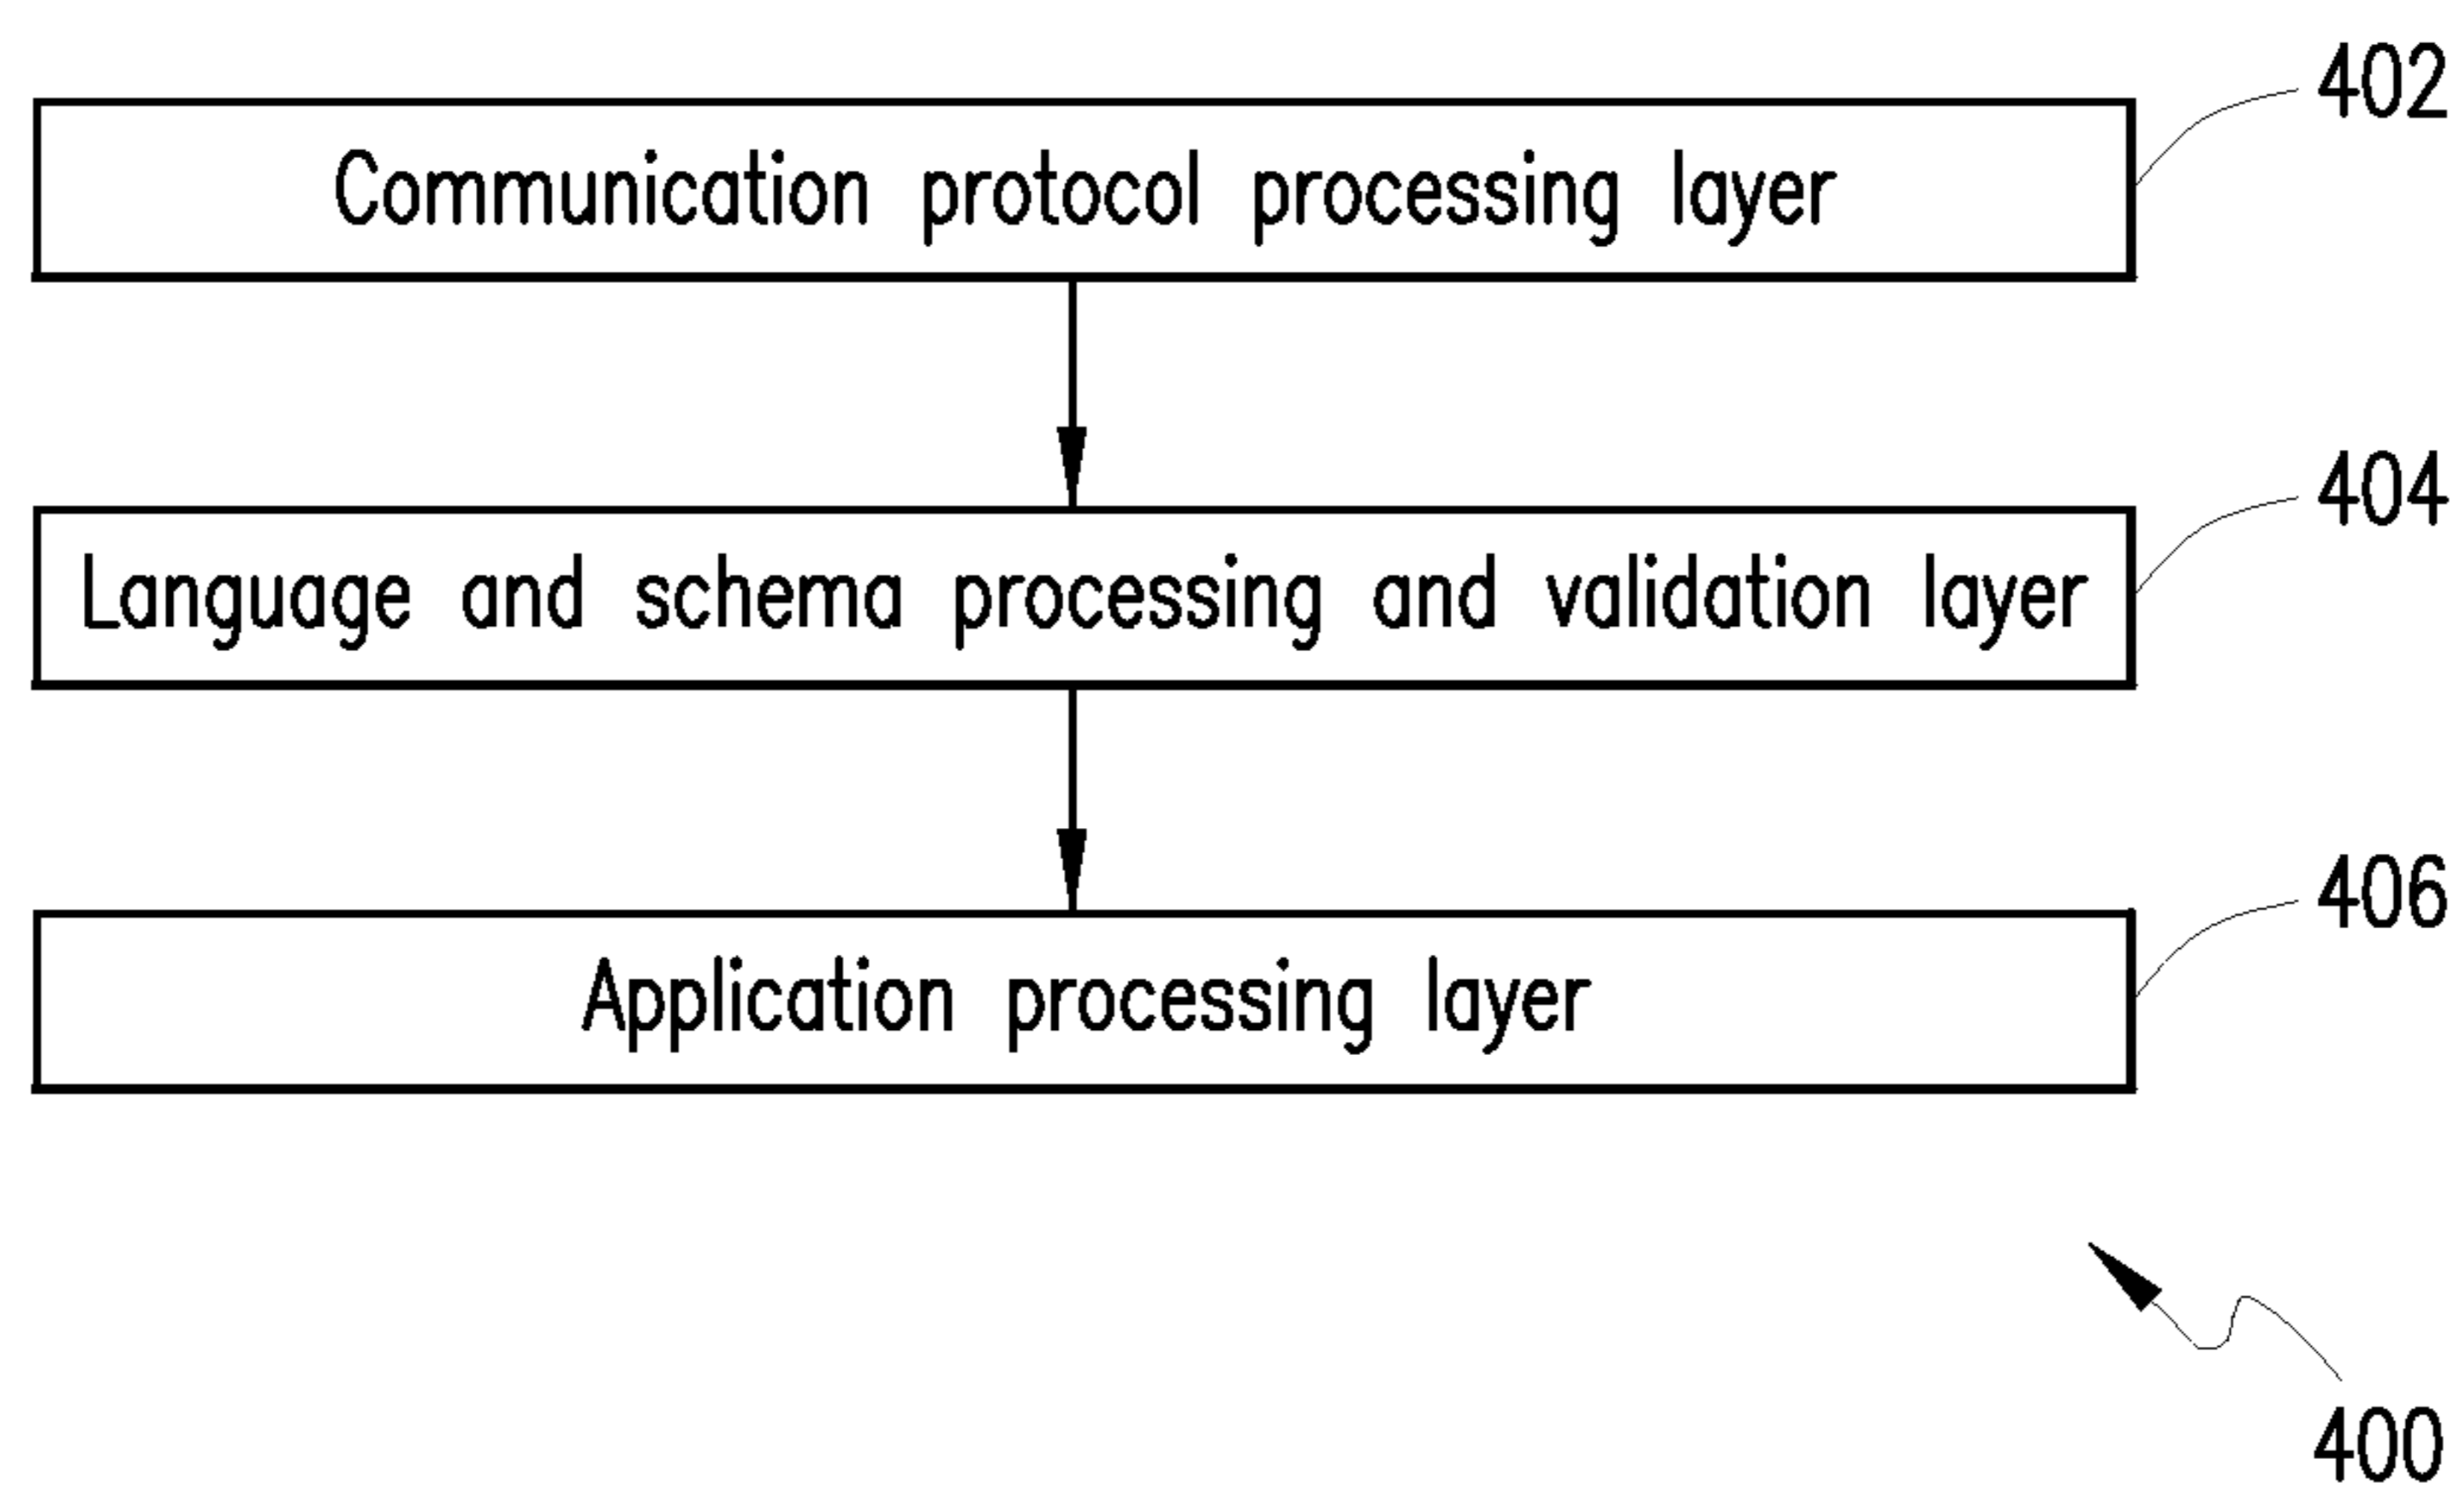 402
Communication protocol processing layer
404
Language and schema processing and validation layer
406
Application processing layer
400